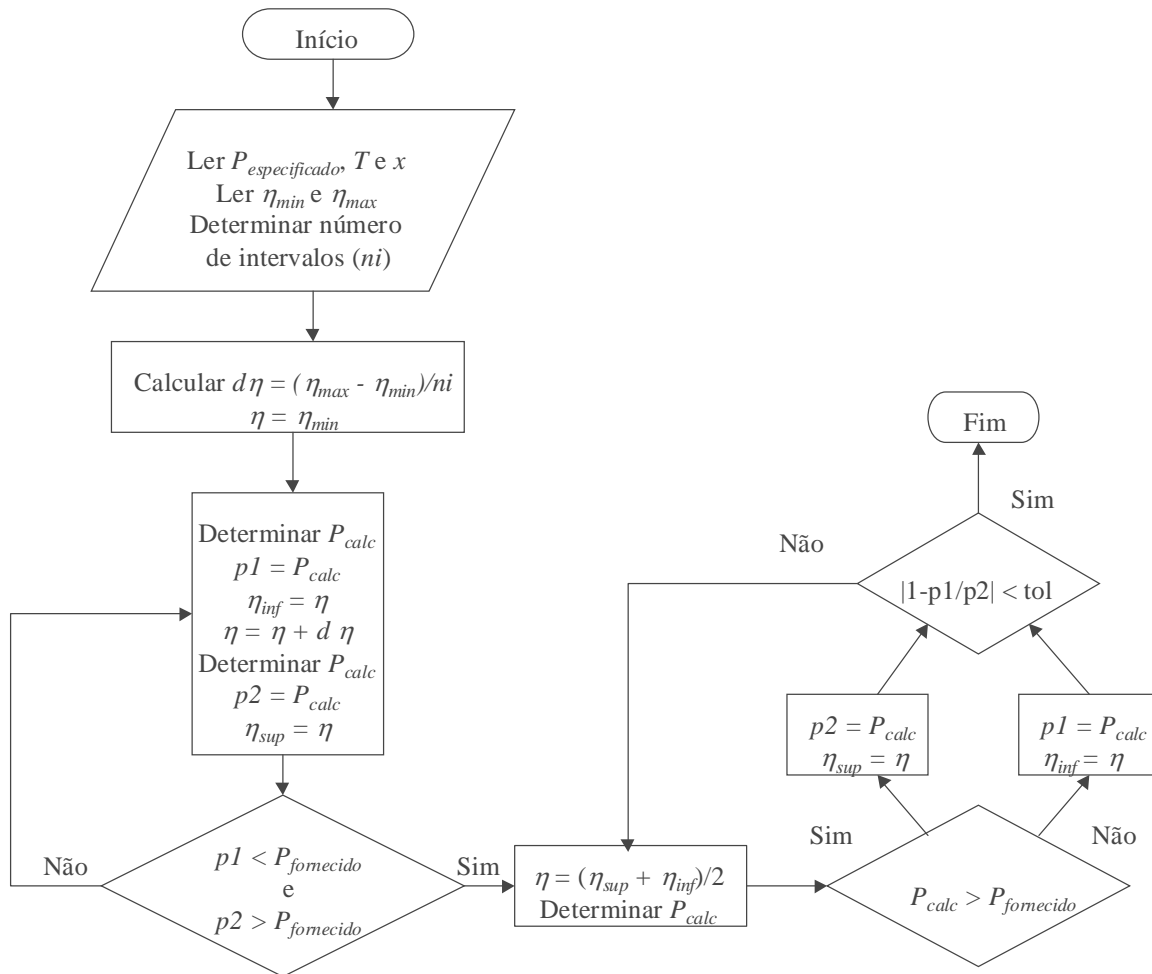 Início
Ler P_especificado, T e x
Ler η_min e η_max
Determinar número
de intervalos (ni)
Calcular dη = (η_max - η_min)/ni
η = η_min
Determinar P_calc
p1 = P_calc
η_inf = η
η = η + d η
Determinar P_calc
p2 = P_calc
η_sup = η
Não
p1 < P_fornecido
e
p2 > P_fornecido
Sim
η = (η_sup + η_inf)/2
Determinar P_calc
P_calc > P_fornecido
Sim
Não
p2 = P_calc
η_sup = η
p1 = P_calc
η_inf = η
|1-p1/p2| < tol
Não
Sim
Fim